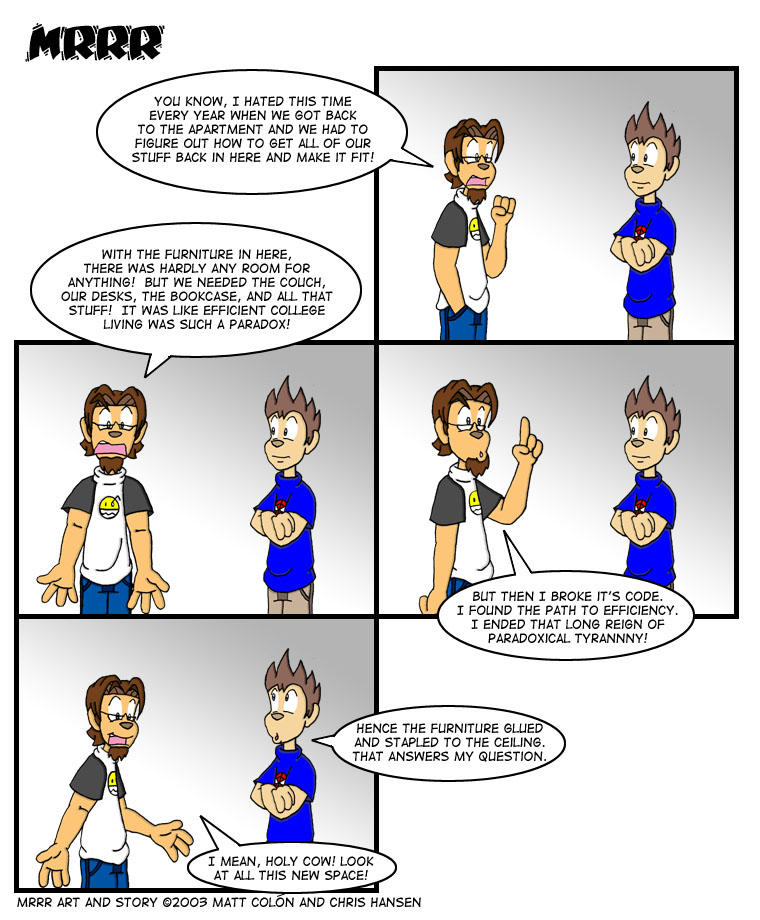 MRRR
YOU KNOW, I HATED THIS TIME
EVERY YEAR WHEN WE GOT BACK
TO THE APARTMENT AND WE HAD TO
FIGURE OUT HOW TO GET ALL OF OUR
STUFF BACK IN HERE AND MAKE IT FIT!
WITH THE FURNITURE IN HERE,
THERE WAS HARDLY ANY ROOM FOR
ANYTHING! BUT WE NEEDED THE COUCH,
OUR DESKS, THE BOOKCASE, AND ALL THAT
STUFF! IT WAS LIKE EFFICIENT COLLEGE
LIVING WAS SUCH A PARADOX!
BUT THEN I BROKE IT'S CODE.
I FOUND THE PATH TO EFFICIENCY.
I ENDED THAT LONG REIGN OF
PARADOXICAL TYRANNNY!
HENCE THE FURNITURE GLUED
AND STAPLED TO THE CEILING.
THAT ANSWERS MY QUESTION.
I MEAN, HOLY COW! LOOK
AT ALL THIS NEW SPACE!
MRRR ART AND STORY ©2003 MATT COLÓN AND CHRIS HANSEN